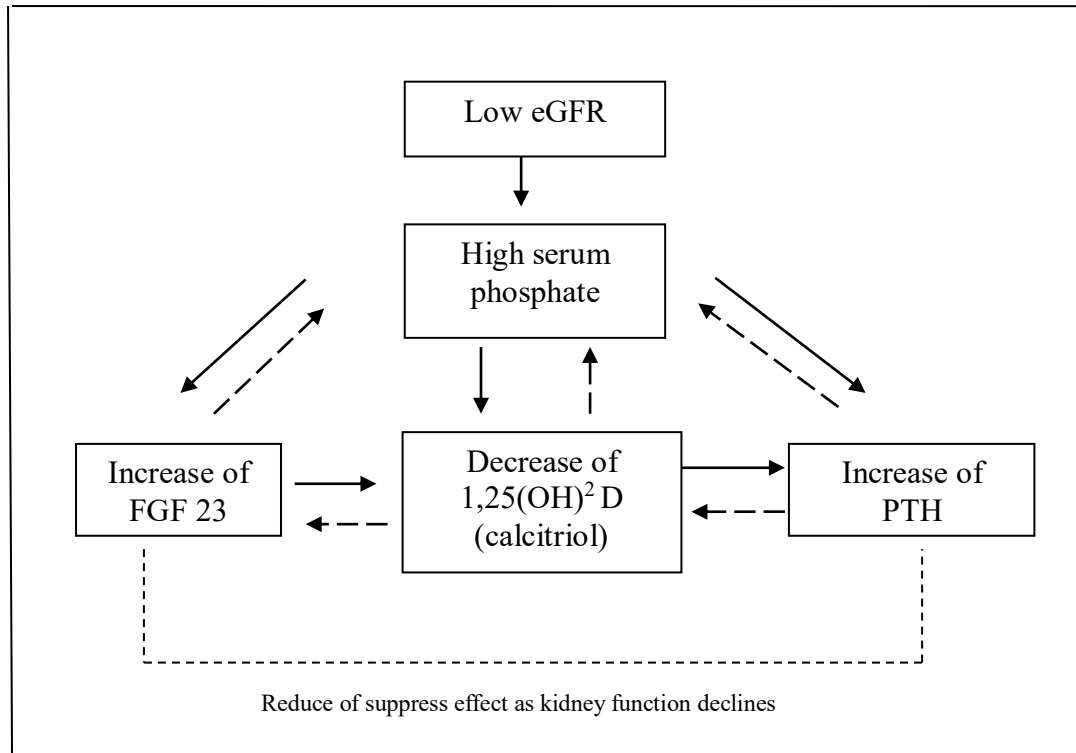 Low eGFR
High serum
phosphate
Increase of
FGF 23
Decrease of
1,25(OH)² D
(calcitriol)
Increase of
PTH
Reduce of suppress effect as kidney function declines